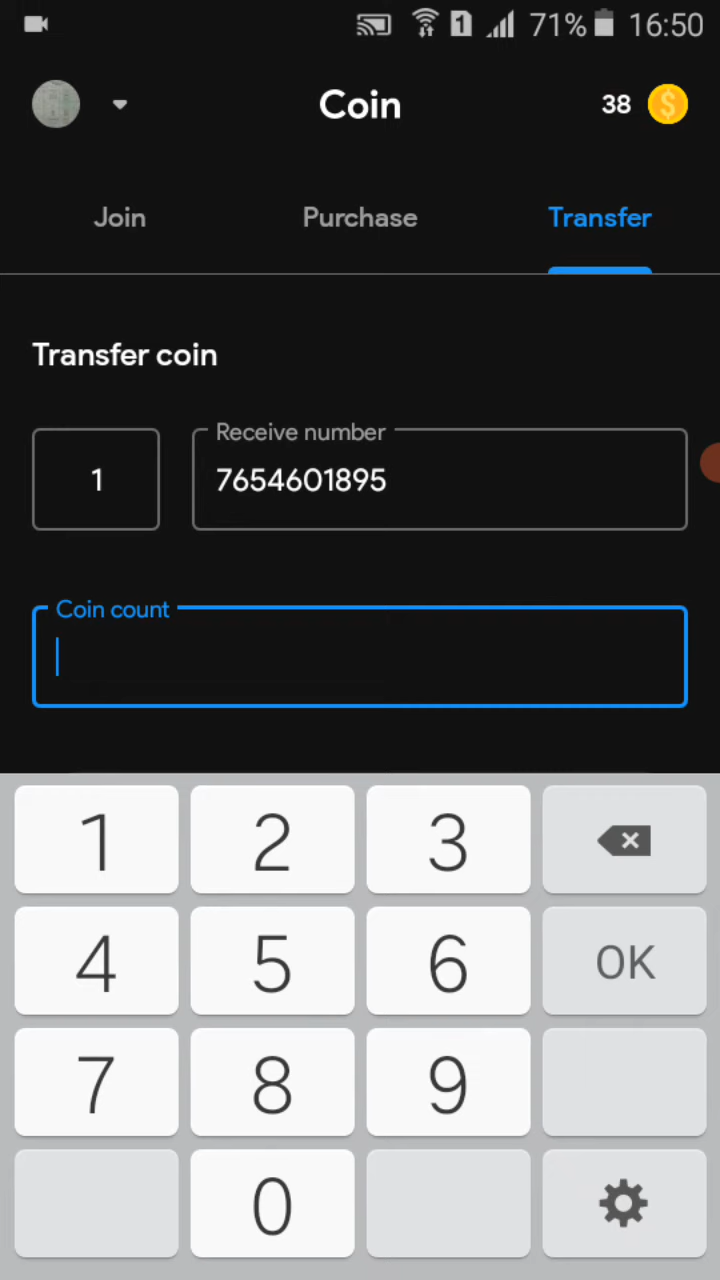 1 71% 16:50
Coin 38
Join Purchase Transfer
Transfer coin
Receive number
1 7654601895
Coin count
1 2 3
4 5 6 OK
7 8 9
0